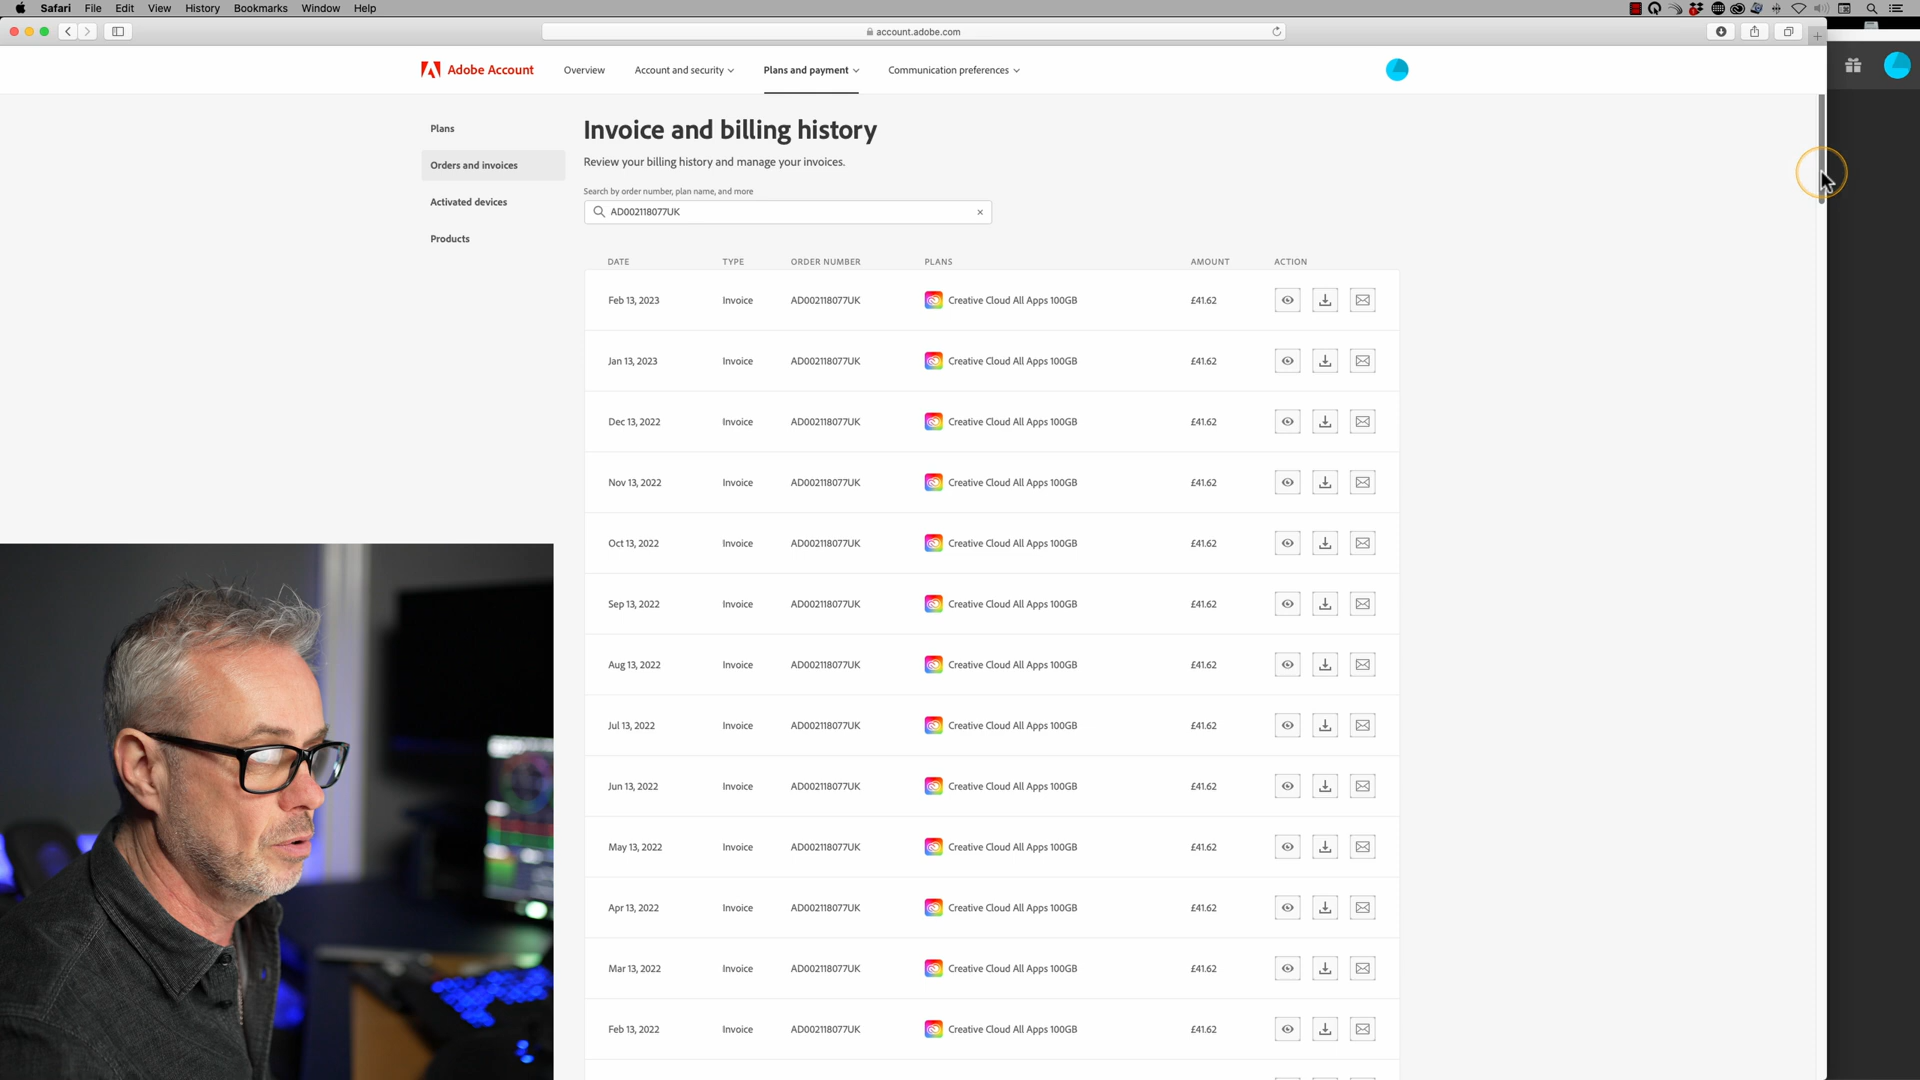 Safari File Edit View History Bookmarks Window Help
account.adobe.com
Adobe Account Overview Account and security Plans and payment Communication preferences
Plans
Orders and invoices
Activated devices
Products
Invoice and billing history
Review your billing history and manage your invoices.
Search by order number, plan name, and more
AD002118077UK
DATE TYPE ORDER NUMBER PLANS AMOUNT ACTION
Feb 13, 2023 Invoice AD002118077UK Creative Cloud All Apps 100GB £41.62
Jan 13, 2023 Invoice AD002118077UK Creative Cloud All Apps 100GB £41.62
Dec 13, 2022 Invoice AD002118077UK Creative Cloud All Apps 100GB £41.62
Nov 13, 2022 Invoice AD002118077UK Creative Cloud All Apps 100GB £41.62
Oct 13, 2022 Invoice AD002118077UK Creative Cloud All Apps 100GB £41.62
Sep 13, 2022 Invoice AD002118077UK Creative Cloud All Apps 100GB £41.62
Aug 13, 2022 Invoice AD002118077UK Creative Cloud All Apps 100GB £41.62
Jul 13, 2022 Invoice AD002118077UK Creative Cloud All Apps 100GB £41.62
Jun 13, 2022 Invoice AD002118077UK Creative Cloud All Apps 100GB £41.62
May 13, 2022 Invoice AD002118077UK Creative Cloud All Apps 100GB £41.62
Apr 13, 2022 Invoice AD002118077UK Creative Cloud All Apps 100GB £41.62
Mar 13, 2022 Invoice AD002118077UK Creative Cloud All Apps 100GB £41.62
Feb 13, 2022 Invoice AD002118077UK Creative Cloud All Apps 100GB £41.62